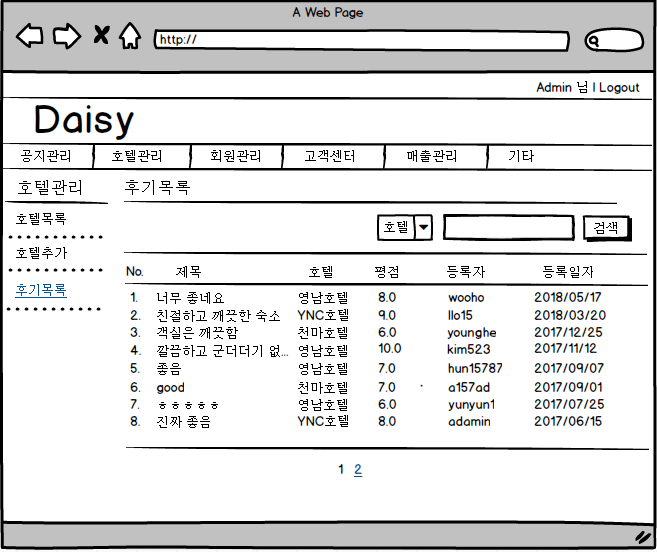 A Web Page
http://
Admin 님 | Logout
Daisy
공지관리 호텔관리 회원관리 고객센터 매출관리 기타
호텔관리
호텔목록
호텔추가
후기목록
후기목록
호텔 검색
No. 제목 호텔 평점 등록자 등록일자
1. 너무 좋네요 영남호텔 8.0 wooho 2018/05/17
2. 친절하고 깨끗한 숙소 YNC호텔 9.0 llo15 2018/03/20
3. 객실은 깨끗함 천마호텔 6.0 younghe 2017/12/25
4. 깔끔하고 군더더기 없... 영남호텔 10.0 kim523 2017/11/12
5. 좋음 영남호텔 7.0 hun15787 2017/09/07
6. good 천마호텔 7.0 a157ad 2017/09/01
7. ㅎㅎㅎㅎㅎ 영남호텔 6.0 yunyun1 2017/07/25
8. 진짜 좋음 YNC호텔 8.0 adamin 2017/06/15
1 2